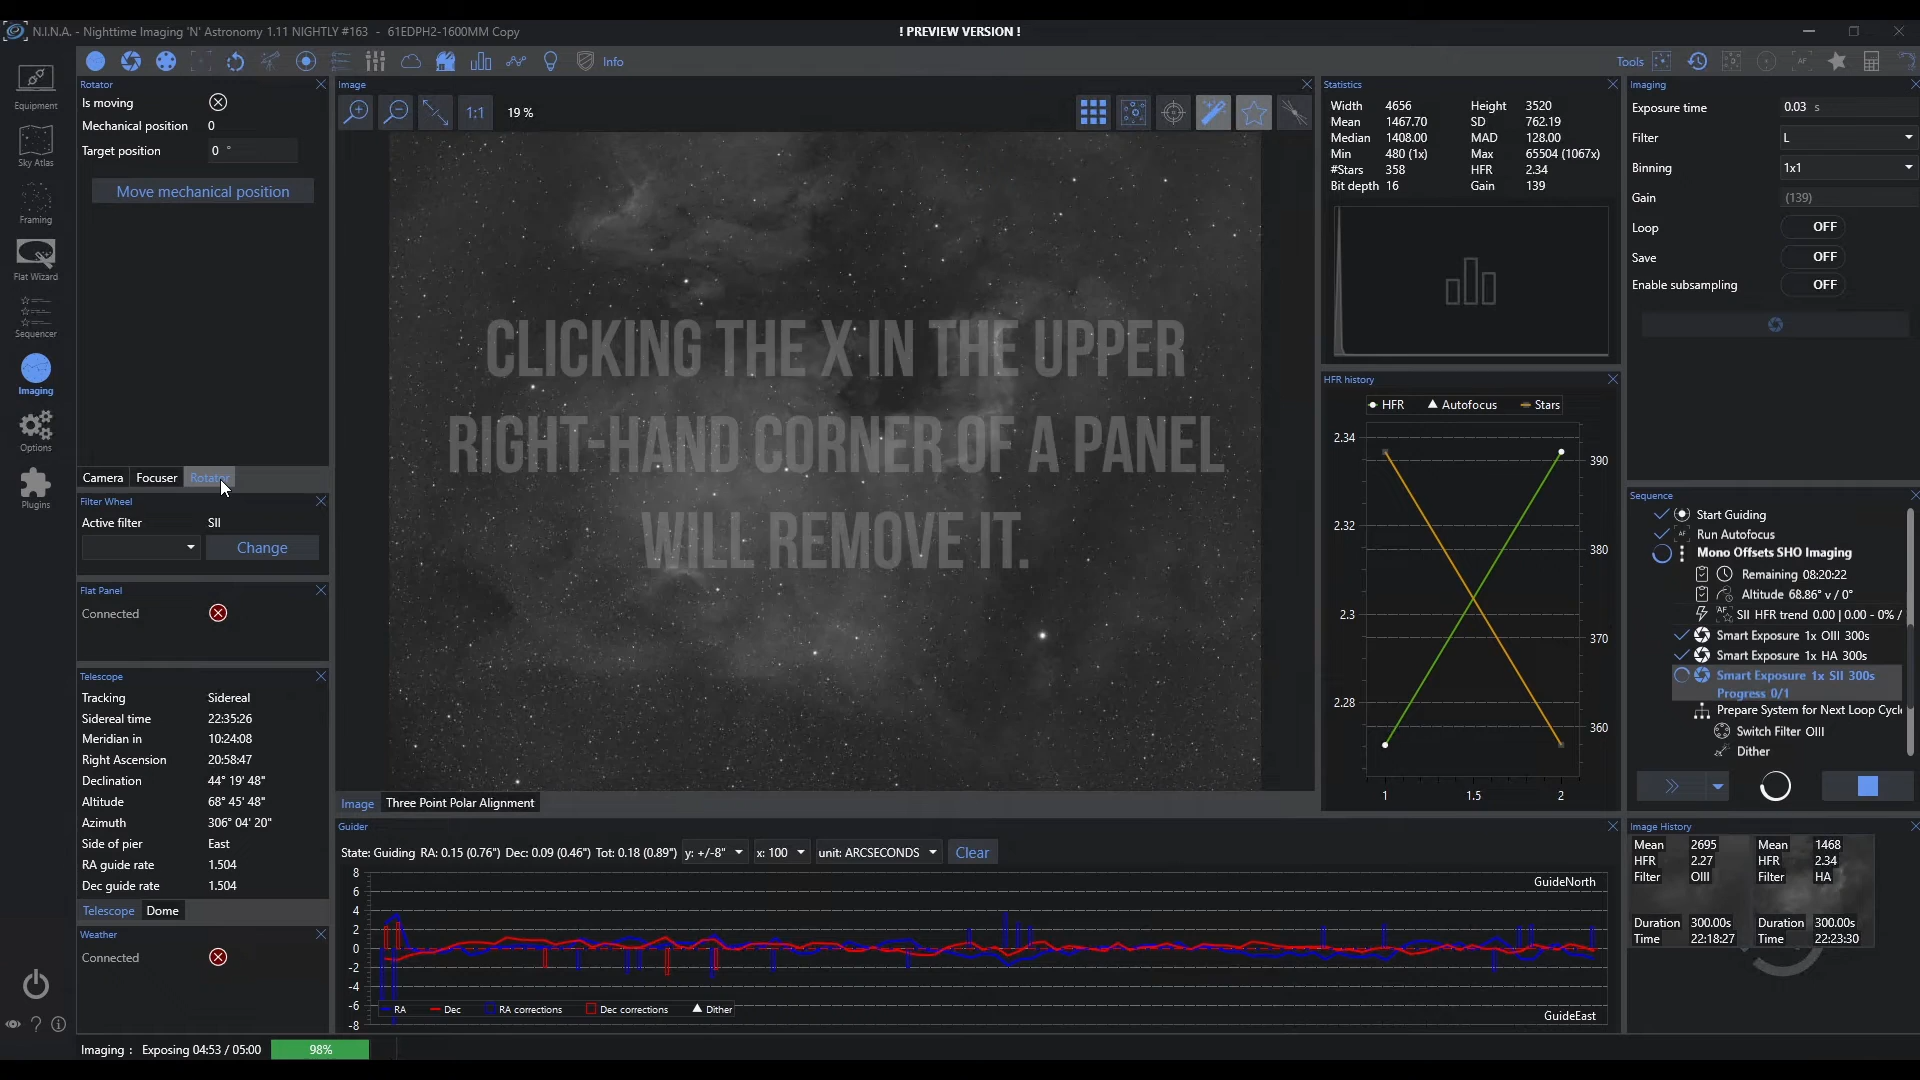 N.I.N.A. - Nighttime Imaging 'N' Astronomy 1.11 NIGHTLY #163 - 61EDPH2-1600MM Copy
! PREVIEW VERSION !
Info
Tools
Equipment
Sky Atlas
Framing
Flat Wizard
Sequencer
Imaging
Options
Plugins
Rotator
Is moving
Mechanical position 0
Target position 0 °
Move mechanical position
Camera Focuser Rotator
Filter Wheel
Active filter SII
Change
Flat Panel
Connected
Telescope
Tracking Sidereal
Sidereal time 22:35:26
Meridian in 10:24:08
Right Ascension 20:58:47
Declination 44° 19' 48"
Altitude 68° 45' 48"
Azimuth 306° 04' 20"
Side of pier East
RA guide rate 1.504
Dec guide rate 1.504
Telescope Dome
Weather
Connected
Image
1:1 19 %
CLICKING THE X IN THE UPPER
RIGHT-HAND CORNER OF A PANEL
WILL REMOVE IT.
Image Three Point Polar Alignment
Guider
State: Guiding RA: 0.15 (0.76") Dec: 0.09 (0.46") Tot: 0.18 (0.89") y: +/-8" x: 100 unit: ARCSECONDS Clear
8
6
4
2
0
-2
-4
-6
-8
GuideNorth
GuideEast
RA Dec RA corrections Dec corrections Dither
Statistics
Width 4656 Height 3520
Mean 1467.70 SD 762.19
Median 1408.00 MAD 128.00
Min 480 (1x) Max 65504 (1067x)
#Stars 358 HFR 2.34
Bit depth 16 Gain 139
HFR history
HFR Autofocus Stars
2.34
2.32
2.3
2.28
390
380
370
360
1 1.5 2
Imaging
Exposure time 0.03 s
Filter L
Binning 1x1
Gain (139)
Loop OFF
Save OFF
Enable subsampling OFF
AF
Sequence
Start Guiding
AF Run Autofocus
Mono Offsets SHO Imaging
Remaining 08:20:22
Altitude 68.86° v / 0°
AF SII HFR trend 0.00 | 0.00 - 0% /
Smart Exposure 1x OIII 300s
Smart Exposure 1x HA 300s
Smart Exposure 1x SII 300s
Progress 0/1
Prepare System for Next Loop Cycl
Switch Filter OIII
Dither
Image History
Mean 2695 Mean 1468
HFR 2.27 HFR 2.34
Filter OIII Filter HA
Duration 300.00s Duration 300.00s
Time 22:18:27 Time 22:23:30
Imaging : Exposing 04:53 / 05:00 98%